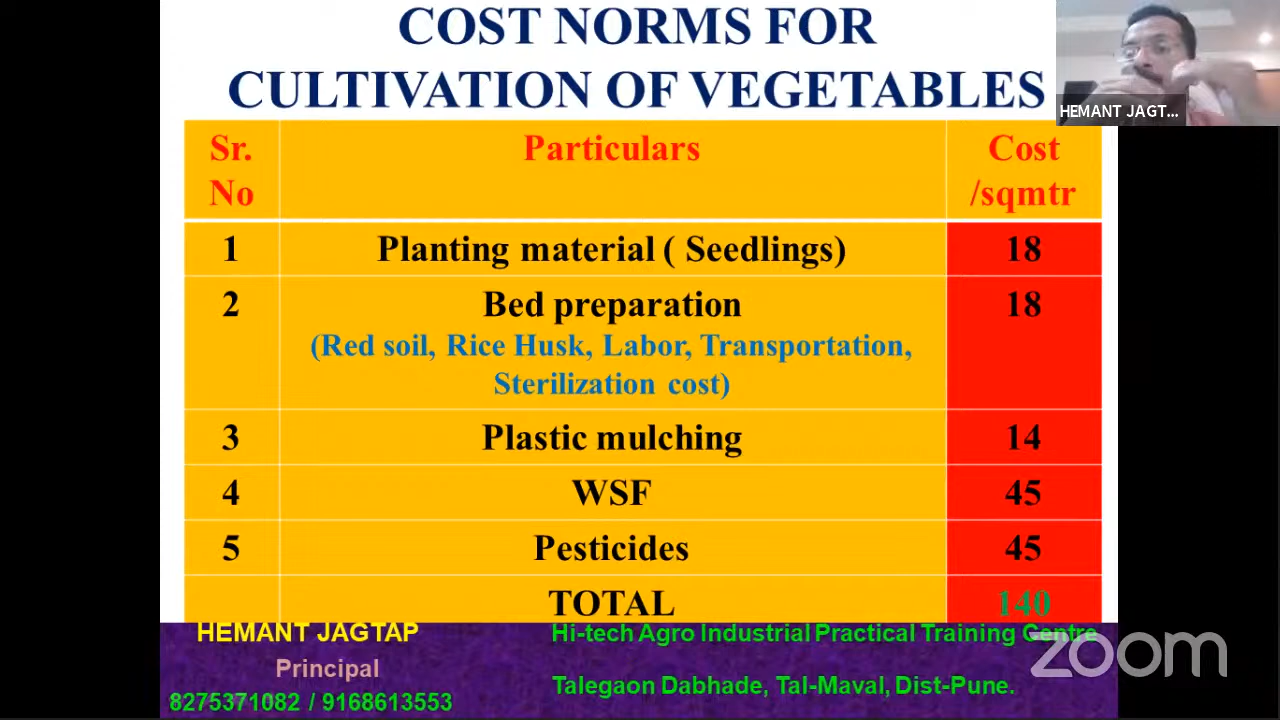 COST NORMS FOR
CULTIVATION OF VEGETABLES
HEMANT JAGT...
Sr. No Particulars Cost /sqmtr
1 Planting material ( Seedlings) 18
2 Bed preparation 18
(Red soil, Rice Husk, Labor, Transportation,
Sterilization cost)
3 Plastic mulching 14
4 WSF 45
5 Pesticides 45
TOTAL 140
HEMANT JAGTAP
Principal
8275371082 / 9168613553
Hi-tech Agro Industrial Practical Training Centre
Talegaon Dabhade, Tal-Maval, Dist-Pune.
zoom